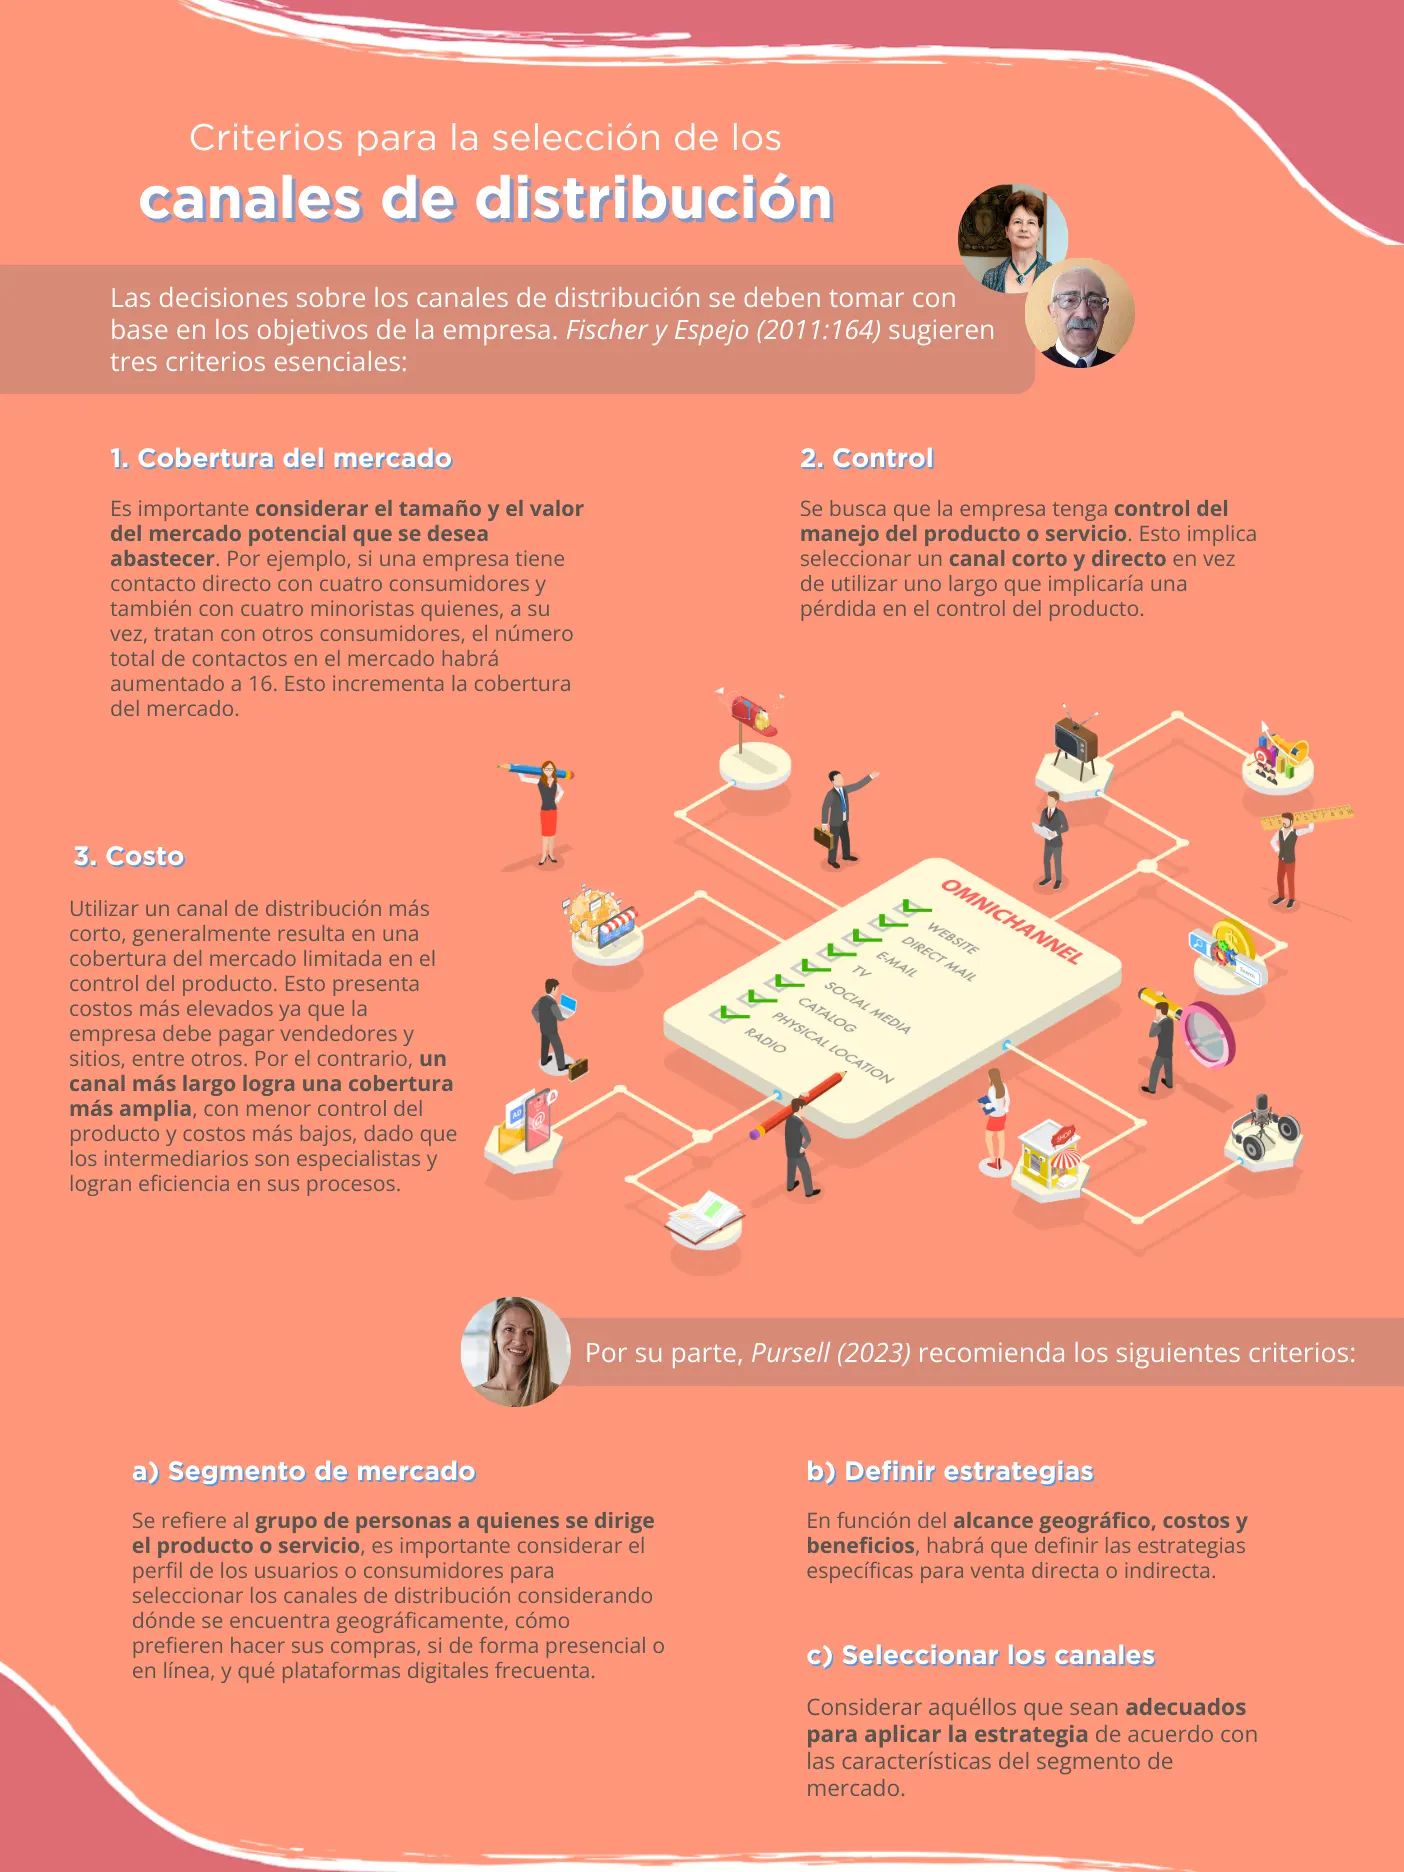 Criterios para la selección de los
canales de distribución
Las decisiones sobre los canales de distribución se deben tomar con
base en los objetivos de la empresa. Fischer y Espejo (2011:164) sugieren
tres criterios esenciales:
1. Cobertura del mercado
Es importante considerar el tamaño y el valor
del mercado potencial que se desea
abastecer. Por ejemplo, si una empresa tiene
contacto directo con cuatro consumidores y
también con cuatro minoristas quienes, a su
vez, tratan con otros consumidores, el número
total de contactos en el mercado habrá
aumentado a 16. Esto incrementa la cobertura
del mercado.
2. Control
Se busca que la empresa tenga control del
manejo del producto o servicio. Esto implica
seleccionar un canal corto y directo en vez
de utilizar uno largo que implicaría una
pérdida en el control del producto.
3. Costo
Utilizar un canal de distribución más
corto, generalmente resulta en una
cobertura del mercado limitada en el
control del producto. Esto presenta
costos más elevados ya que la
empresa debe pagar vendedores y
sitios, entre otros. Por el contrario, un
canal más largo logra una cobertura
más amplia, con menor control del
producto y costos más bajos, dado que
los intermediarios son especialistas y
logran eficiencia en sus procesos.
OMNICHANNEL
WEBSITE
DIRECT MAIL
E-MAIL
TV
SOCIAL MEDIA
CATALOG
PHYSICAL LOCATION
RADIO
AD
@
SHOP
Search
Por su parte, Pursell (2023) recomienda los siguientes criterios:
a) Segmento de mercado
Se refiere al grupo de personas a quienes se dirige
el producto o servicio, es importante considerar el
perfil de los usuarios o consumidores para
seleccionar los canales de distribución considerando
dónde se encuentra geográficamente, cómo
prefieren hacer sus compras, si de forma presencial o
en línea, y qué plataformas digitales frecuenta.
b) Definir estrategias
En función del alcance geográfico, costos y
beneficios, habrá que definir las estrategias
específicas para venta directa o indirecta.
c) Seleccionar los canales
Considerar aquéllos que sean adecuados
para aplicar la estrategia de acuerdo con
las características del segmento de
mercado.